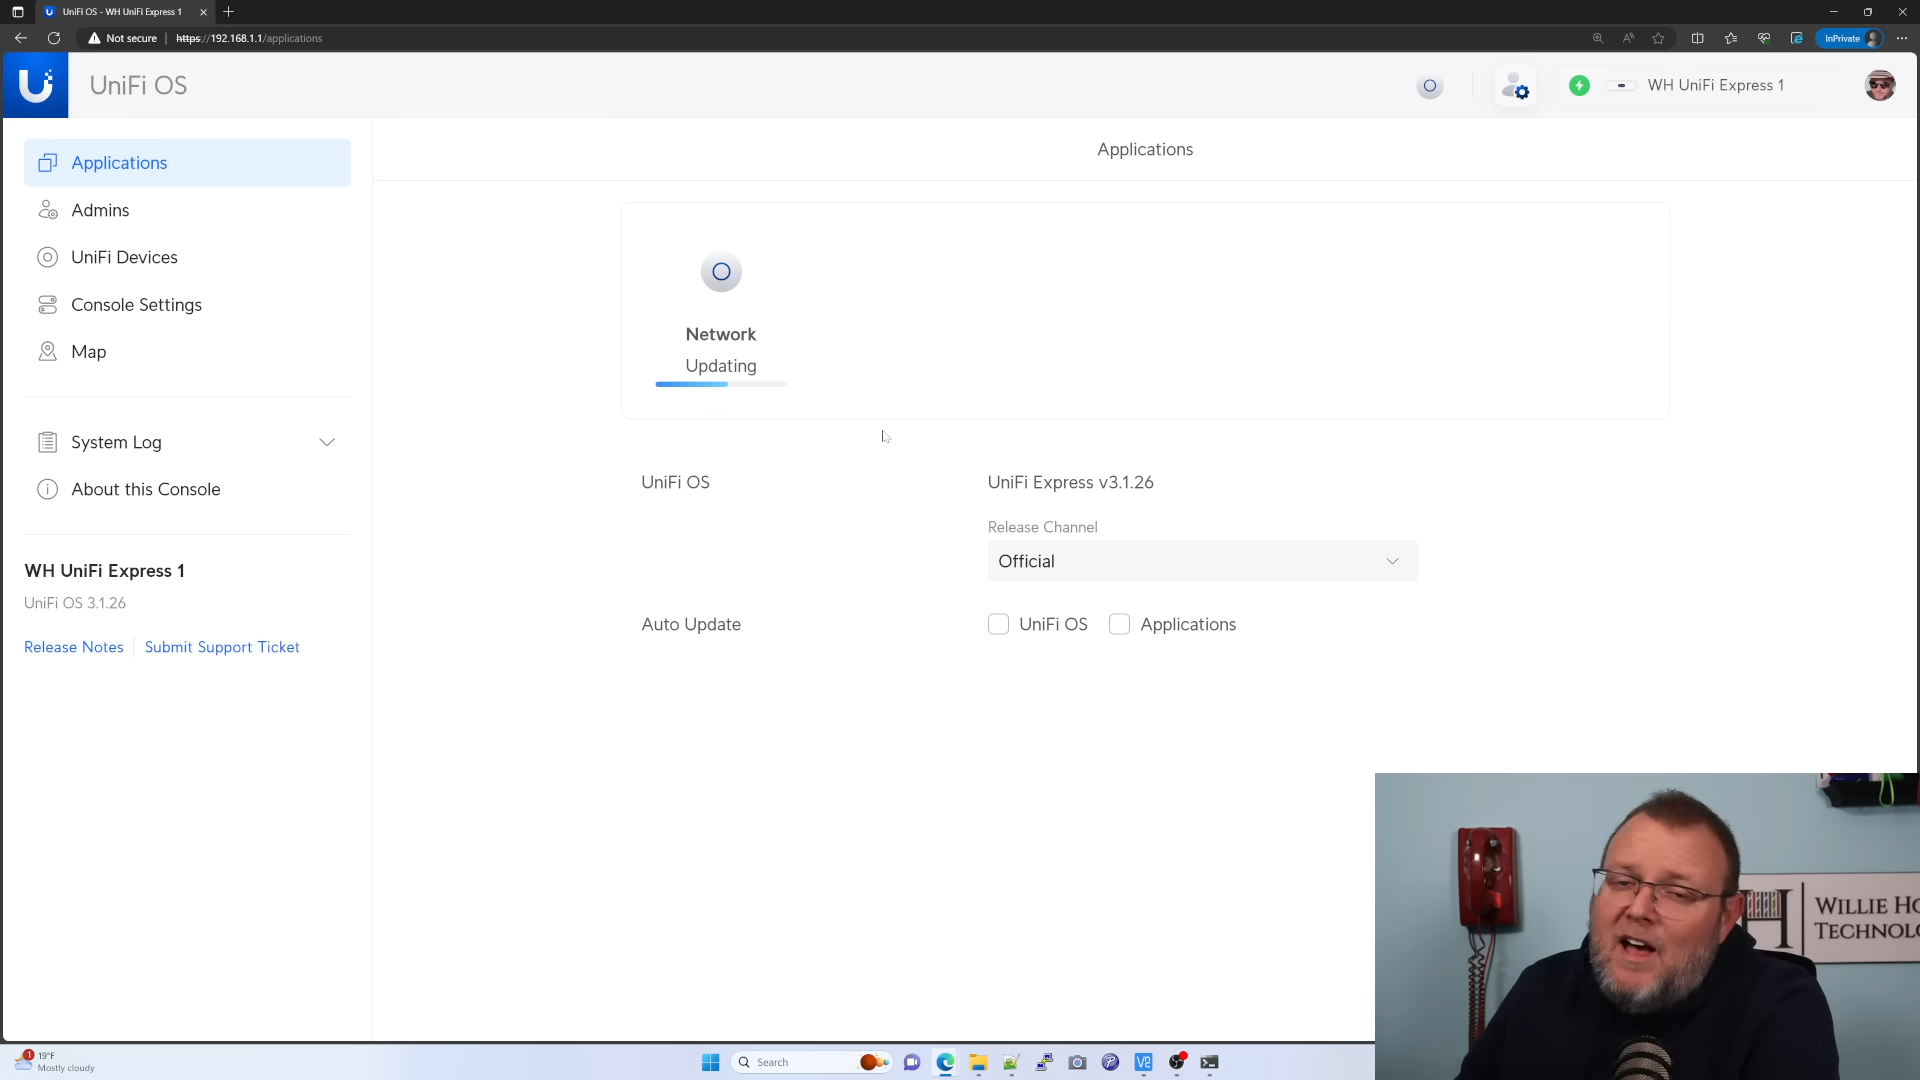 UniFi OS - WH UniFi Express 1
Not secure
https://192.168.1.1/applications
InPrivate
UniFi OS
WH UniFi Express 1
Applications
Admins
UniFi Devices
Console Settings
Map
System Log
About this Console
WH UniFi Express 1
UniFi OS 3.1.26
Release Notes
Submit Support Ticket
Applications
Network
Updating
UniFi OS
UniFi Express v3.1.26
Release Channel
Official
Auto Update
UniFi OS
Applications
WILLIE
1
19°F
Mostly cloudy
Search